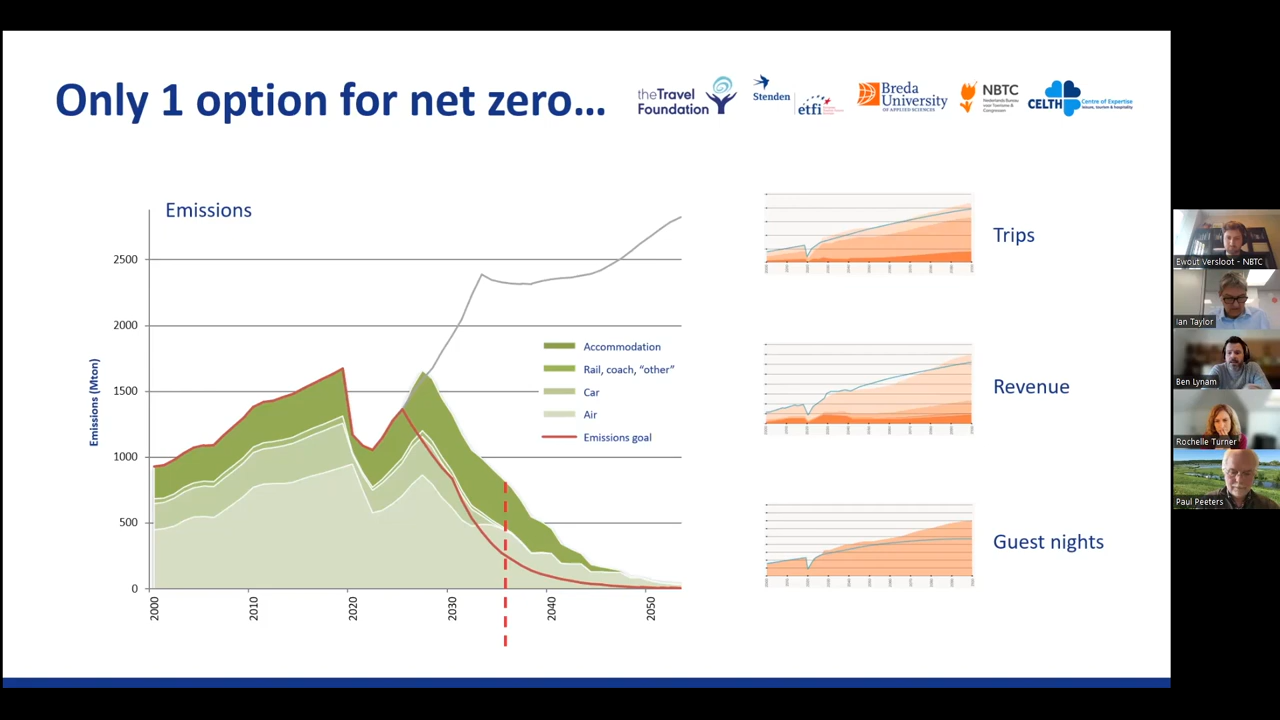 Only 1 option for net zero...
theTravel
Foundation
Stenden
etfi
Breda
University
OF APPLIED SCIENCES
NBTC
Nederlands Bureau
voor Toerisme &
Congressen
CELTH
Centre of Expertise
leisure, tourism & hospitality
Emissions
Emissions (Mton)
2500
2000
1500
1000
500
0
2000
2010
2020
2030
2040
2050
Accommodation
Rail, coach, “other”
Car
Air
Emissions goal
Trips
Revenue
Guest nights
Ewout Versloot - NBTC
Ian Taylor
Ben Lynam
Rochelle Turner
Paul Peeters